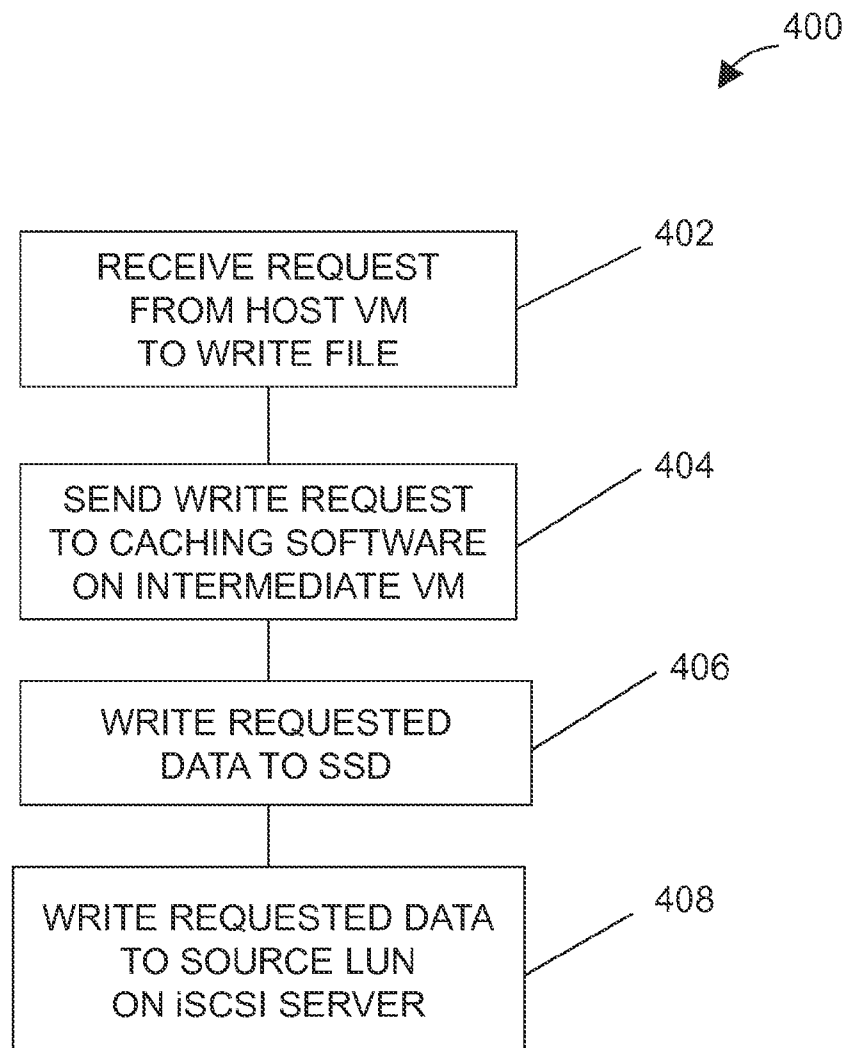 400
402
RECEIVE REQUEST
FROM HOST VM
TO WRITE FILE
404
SEND WRITE REQUEST
TO CACHING SOFTWARE
ON INTERMEDIATE VM
406
WRITE REQUESTED
DATA TO SSD
408
WRITE REQUESTED DATA
TO SOURCE LUN
ON iSCSI SERVER